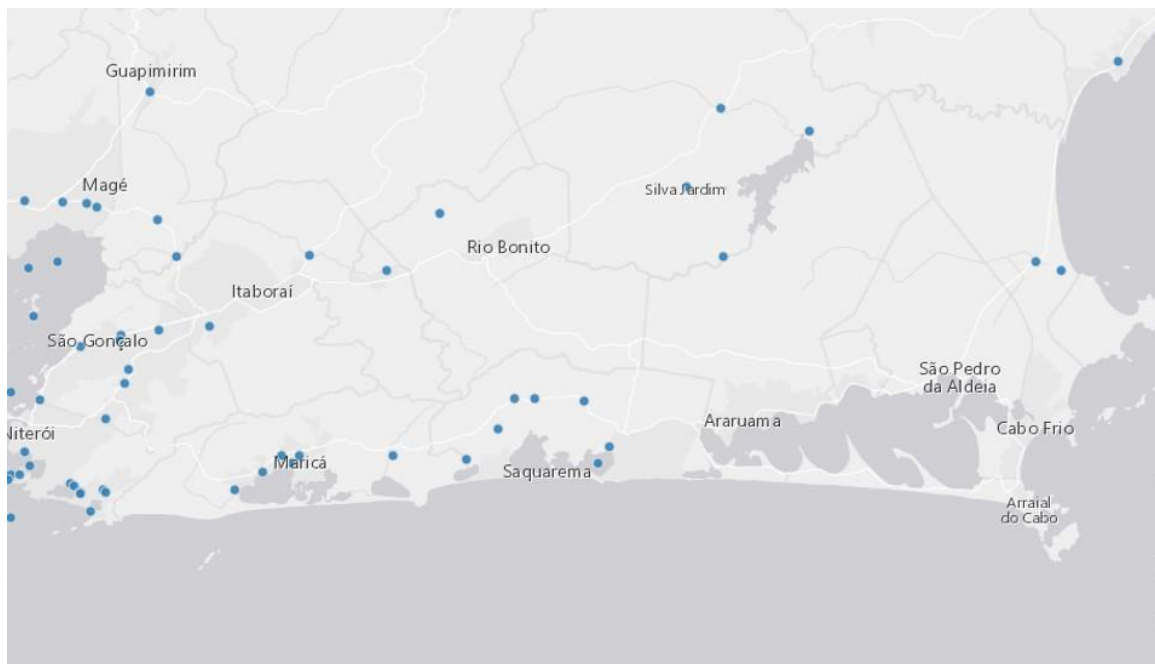 Guapimirim
Magé
Silva Jardim
Rio Bonito
Itaboraí
São Gonçalo
São Pedro
da Aldeia
Araruama
Cabo Frio
Niterói
Maricá
Saquarema
Arraial
do Cabo